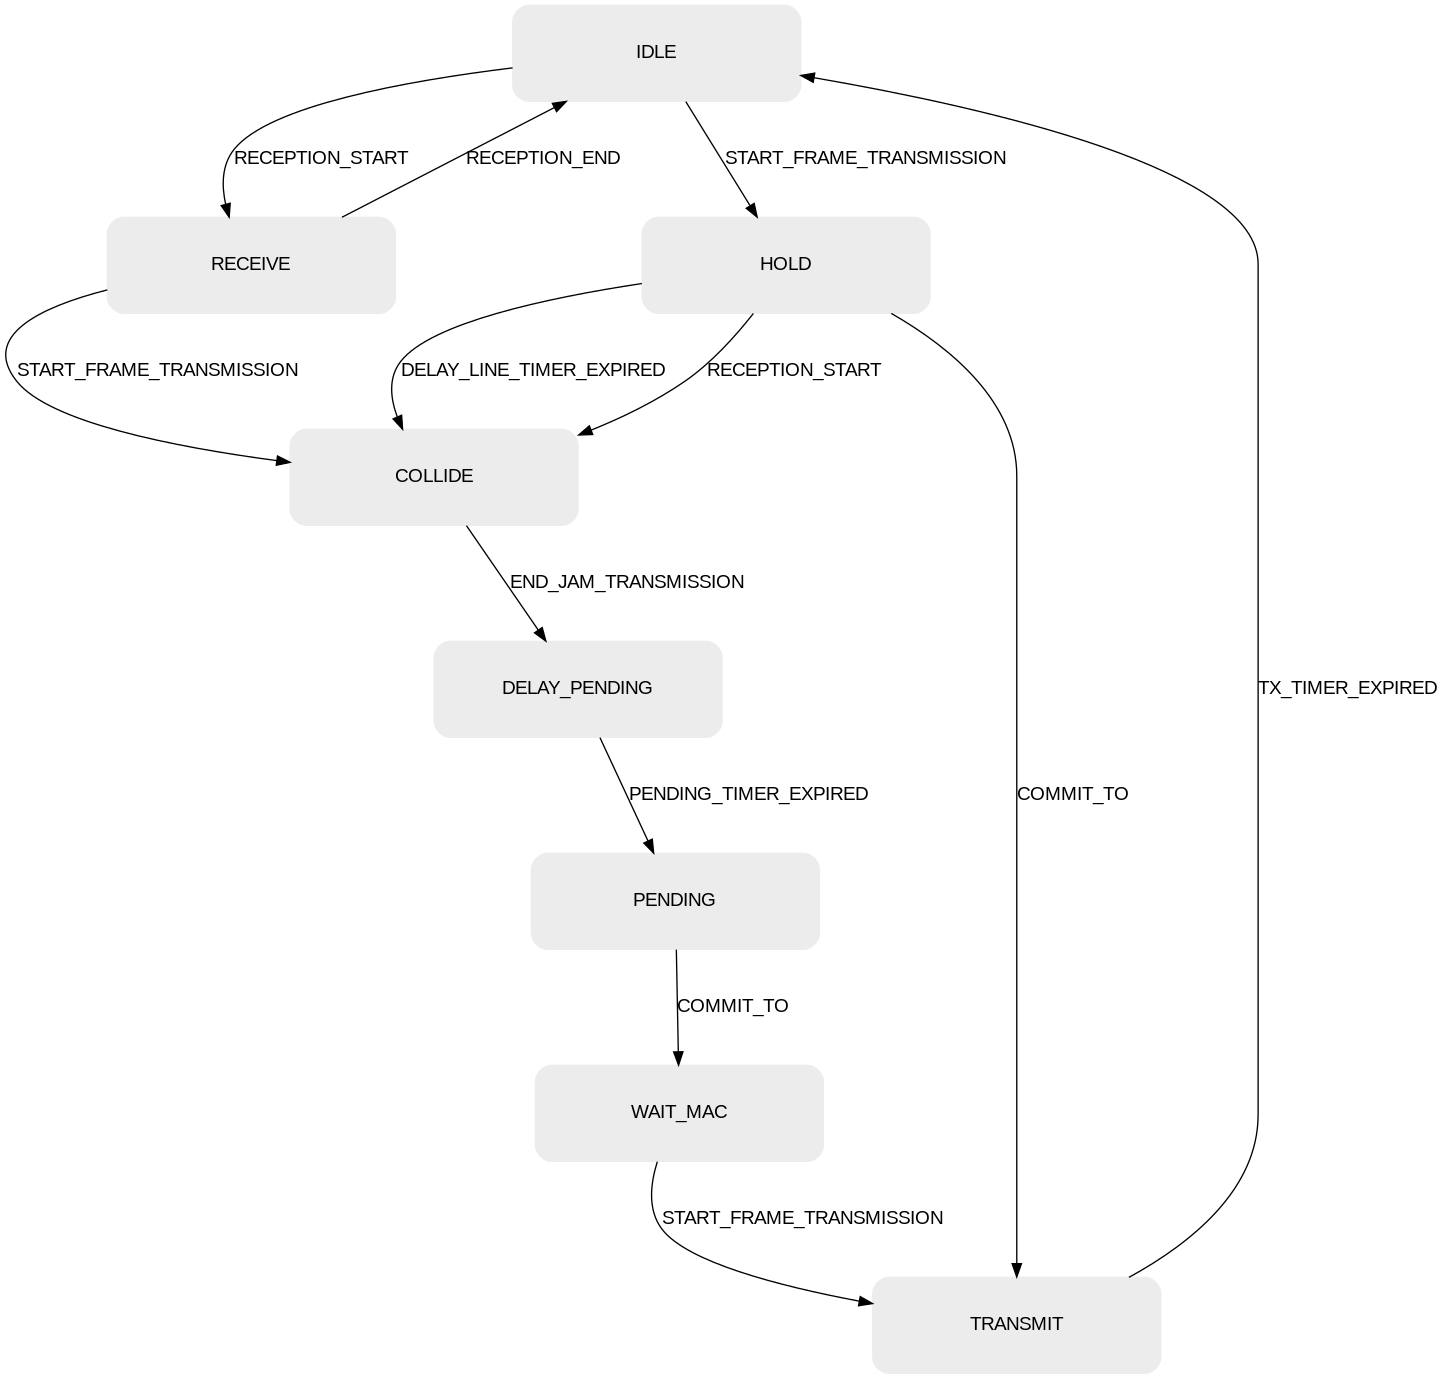 IDLE
RECEPTION_START
RECEPTION_END
START_FRAME_TRANSMISSION
RECEIVE
HOLD
START_FRAME_TRANSMISSION
DELAY_LINE_TIMER_EXPIRED
RECEPTION_START
COLLIDE
END_JAM_TRANSMISSION
DELAY_PENDING
TX_TIMER_EXPIRED
PENDING_TIMER_EXPIRED
COMMIT_TO
PENDING
COMMIT_TO
WAIT_MAC
START_FRAME_TRANSMISSION
TRANSMIT